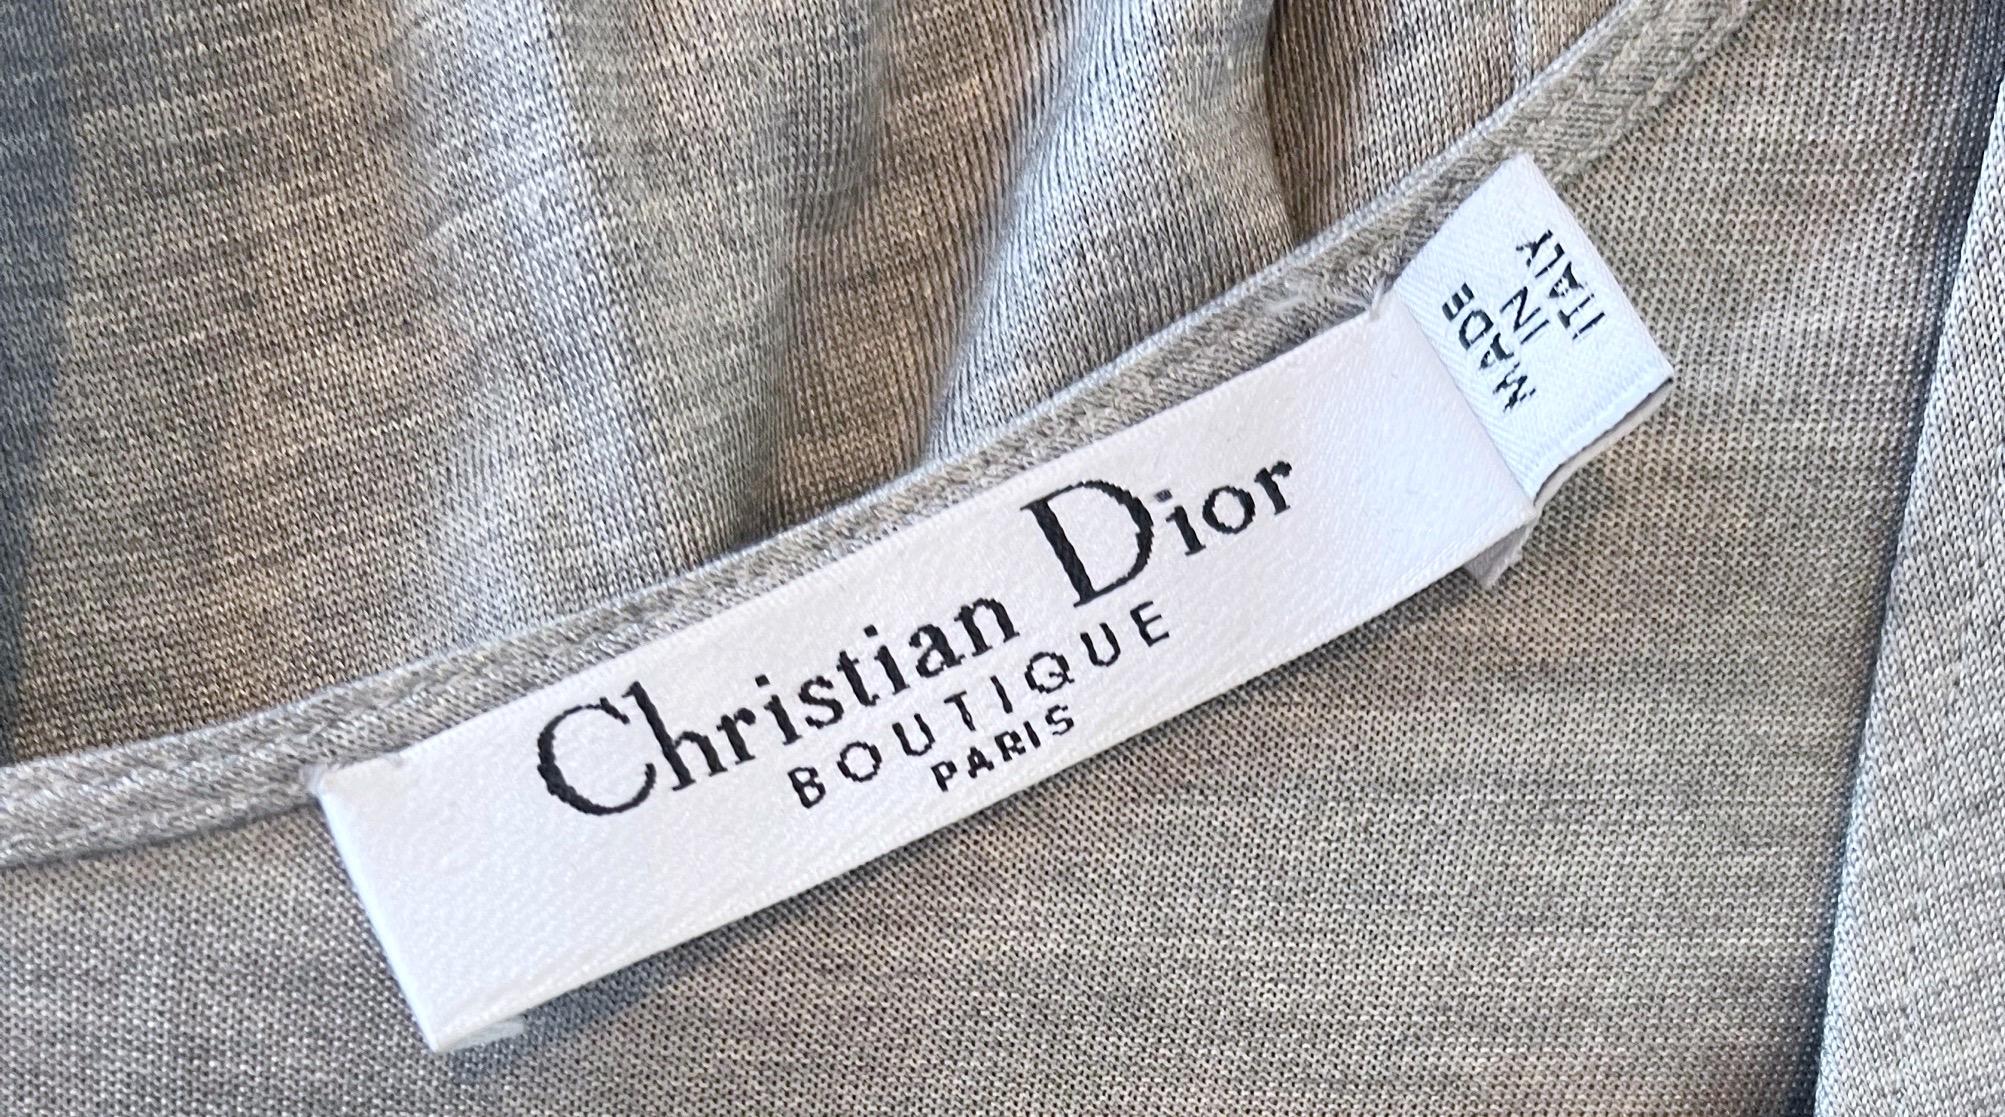 Christian Dior
BOUTIQUE
PARIS
MADE
IN
ITALY